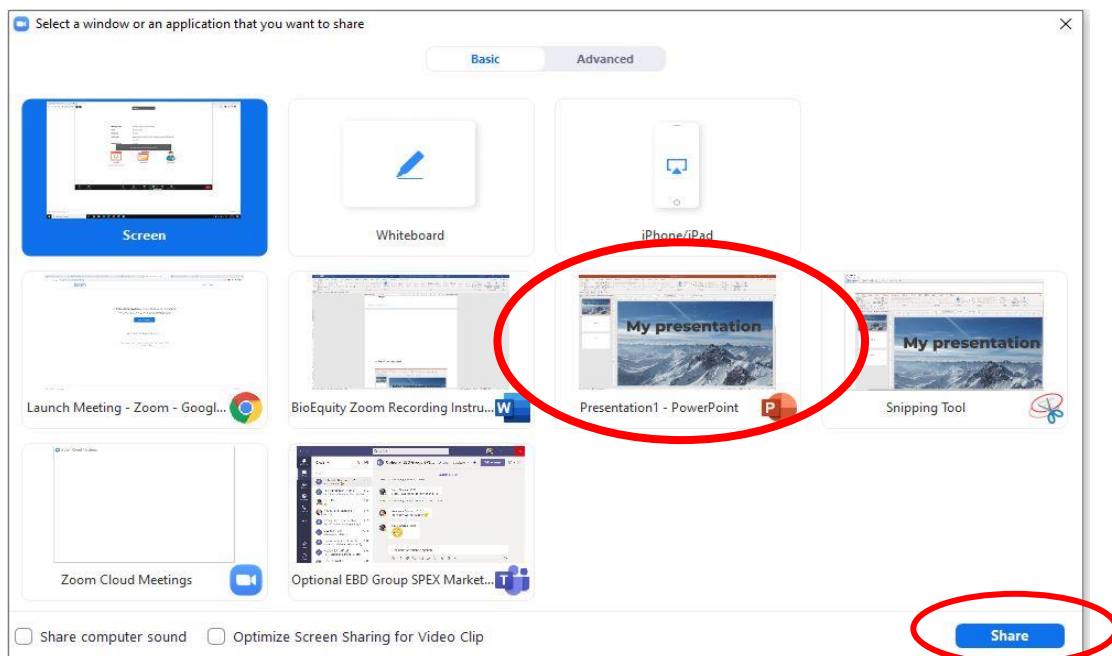 Select a window or an application that you want to share
Basic
Advanced
Screen
Whiteboard
iPhone/iPad
My presentation
My presentation
Launch Meeting - Zoom - Googl...
BioEquity Zoom Recording Instru...
W
Presentation1 - PowerPoint
P
Snipping Tool
Zoom Cloud Meetings
Optional EBD Group SPEX Market...
T
Share computer sound
Optimize Screen Sharing for Video Clip
Share